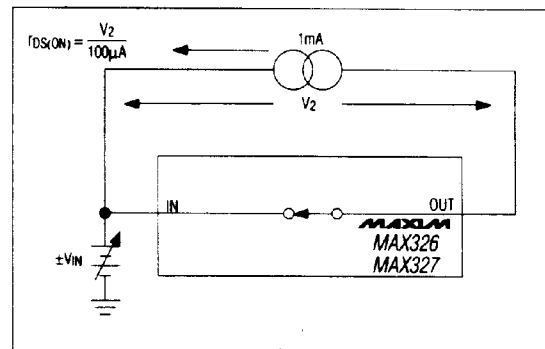 rDS(ON) = V2
100µA
1mA
V2
IN
OUT
MAXIM
MAX326
MAX327
±VIN